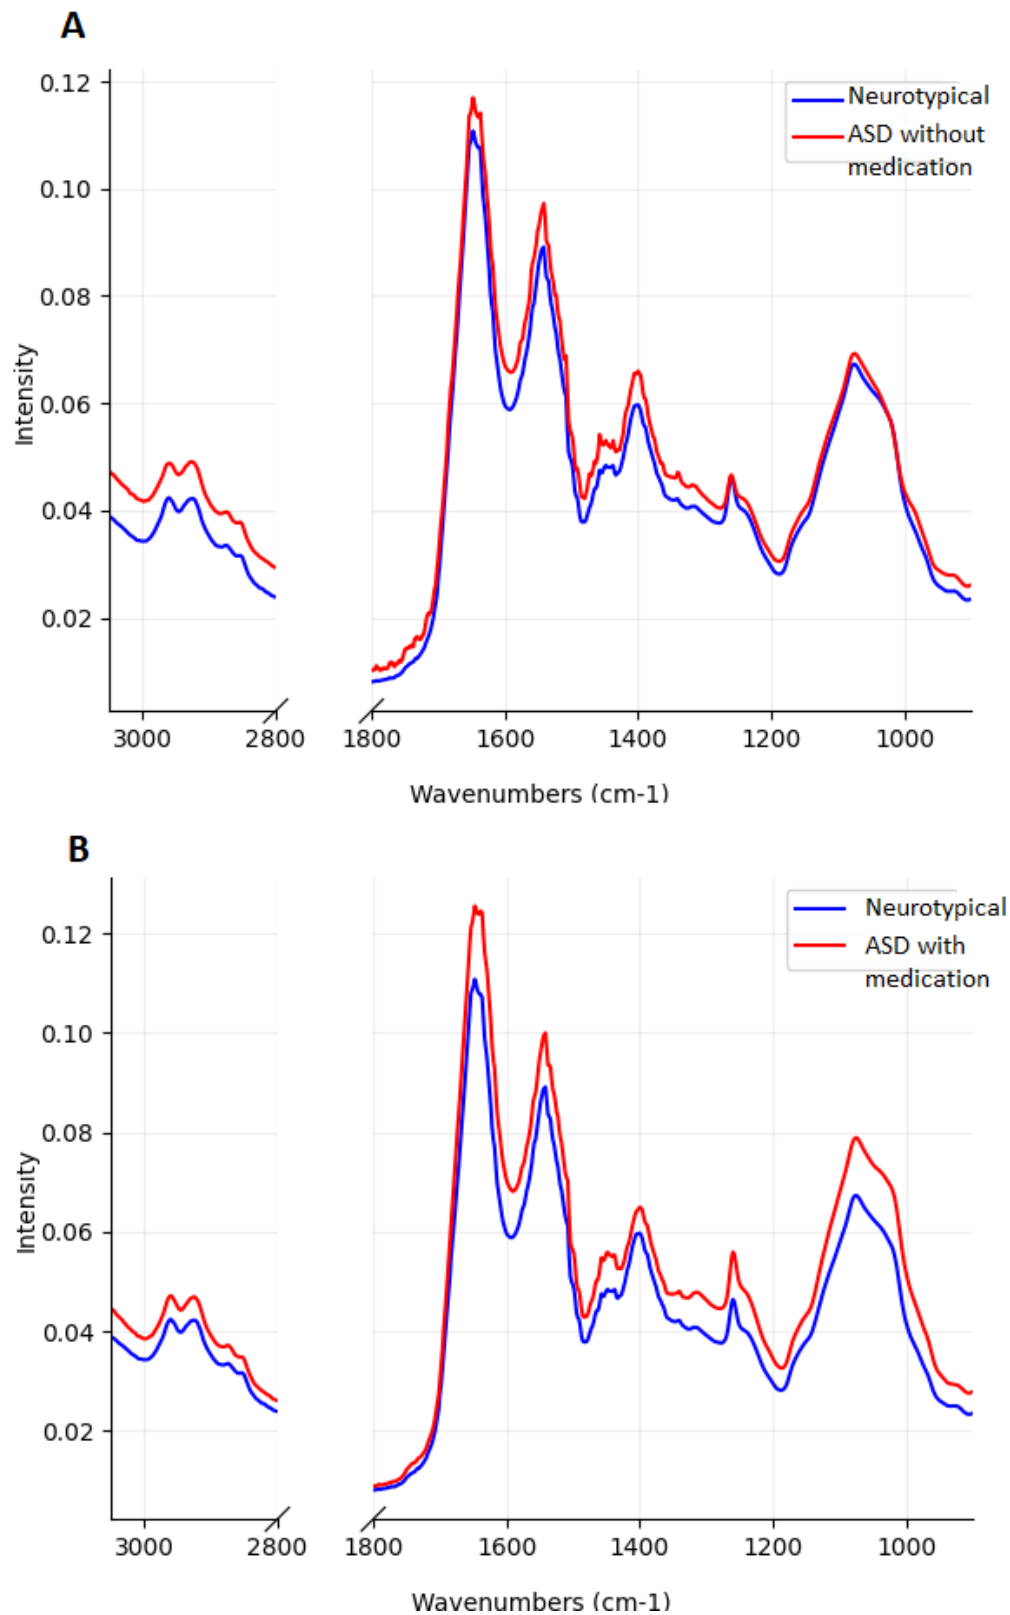 A
0.12
0.10
0.08
0.06
0.04
0.02
Intensity
Neurotypical
ASD without
medication
3000 2800 1800 1600 1400 1200 1000
Wavenumbers (cm-1)
B
0.12
0.10
0.08
0.06
0.04
0.02
Intensity
Neurotypical
ASD with
medication
3000 2800 1800 1600 1400 1200 1000
Wavenumbers (cm-1)